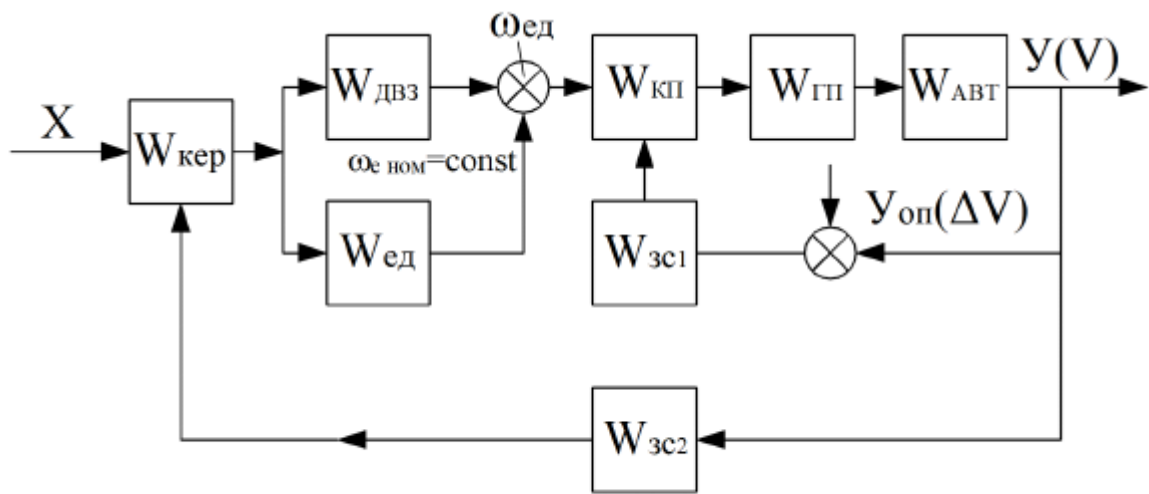 ωед
У(V)
X
Wкер
WДВЗ
WКП
WГП
WАВТ
ωе ном=const
Wед
Wзс1
Уоп(ΔV)
Wзс2